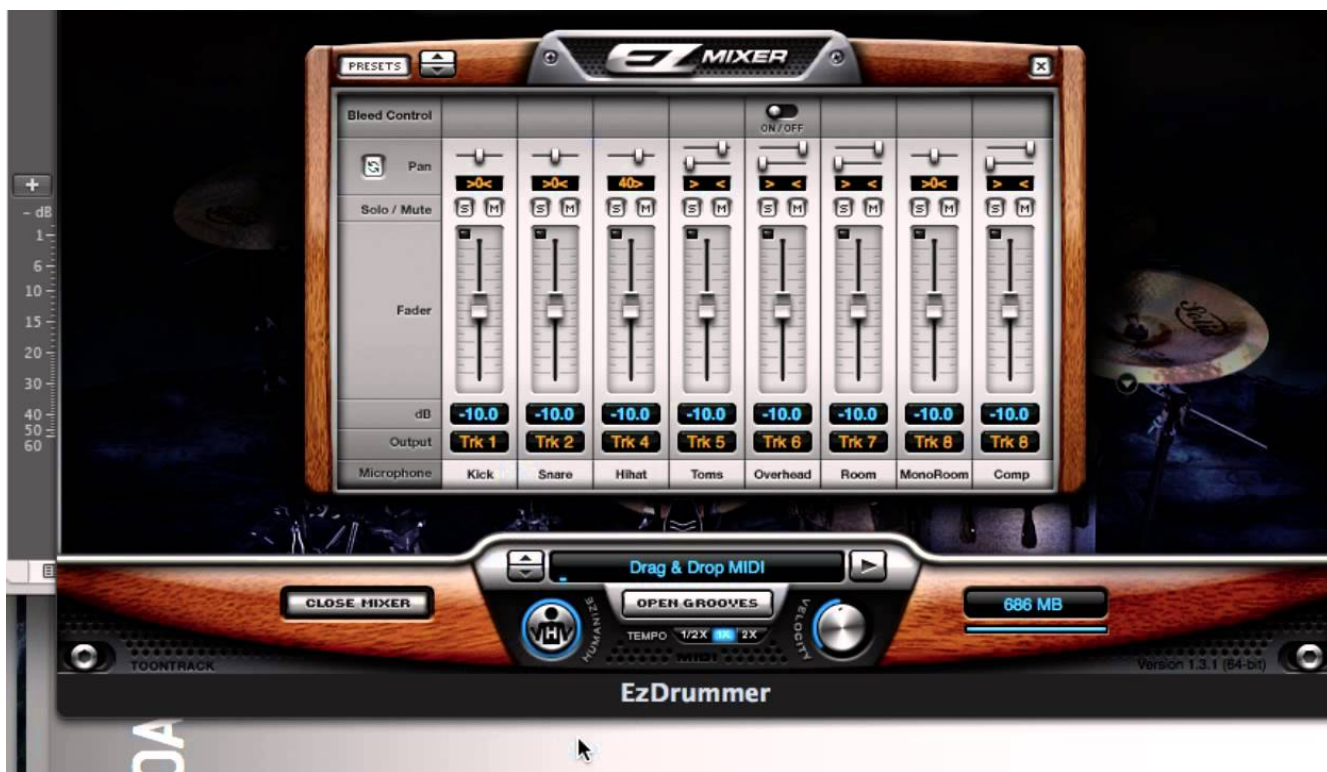 EZ MIXER
PRESETS
Bleed Control
ON / OFF
Pan >0< >0< 40> > < > < > < >0< > <
Solo / Mute S M S M S M S M S M S M S M S M
Fader
dB -10.0 -10.0 -10.0 -10.0 -10.0 -10.0 -10.0 -10.0
Output Trk 1 Trk 2 Trk 4 Trk 5 Trk 6 Trk 7 Trk 8 Trk 8
Microphone Kick Snare Hihat Toms Overhead Room MonoRoom Comp
- dB
1
6
10
15
20
30
40
50
60
Drag & Drop MIDI
CLOSE MIXER
OPEN GROOVES
686 MB
HUMANIZE
VELOCITY
TEMPO 1/2X 1X 2X
MIDI
TOONTRACK
Version 1.3.1 (64-bit)
EzDrummer